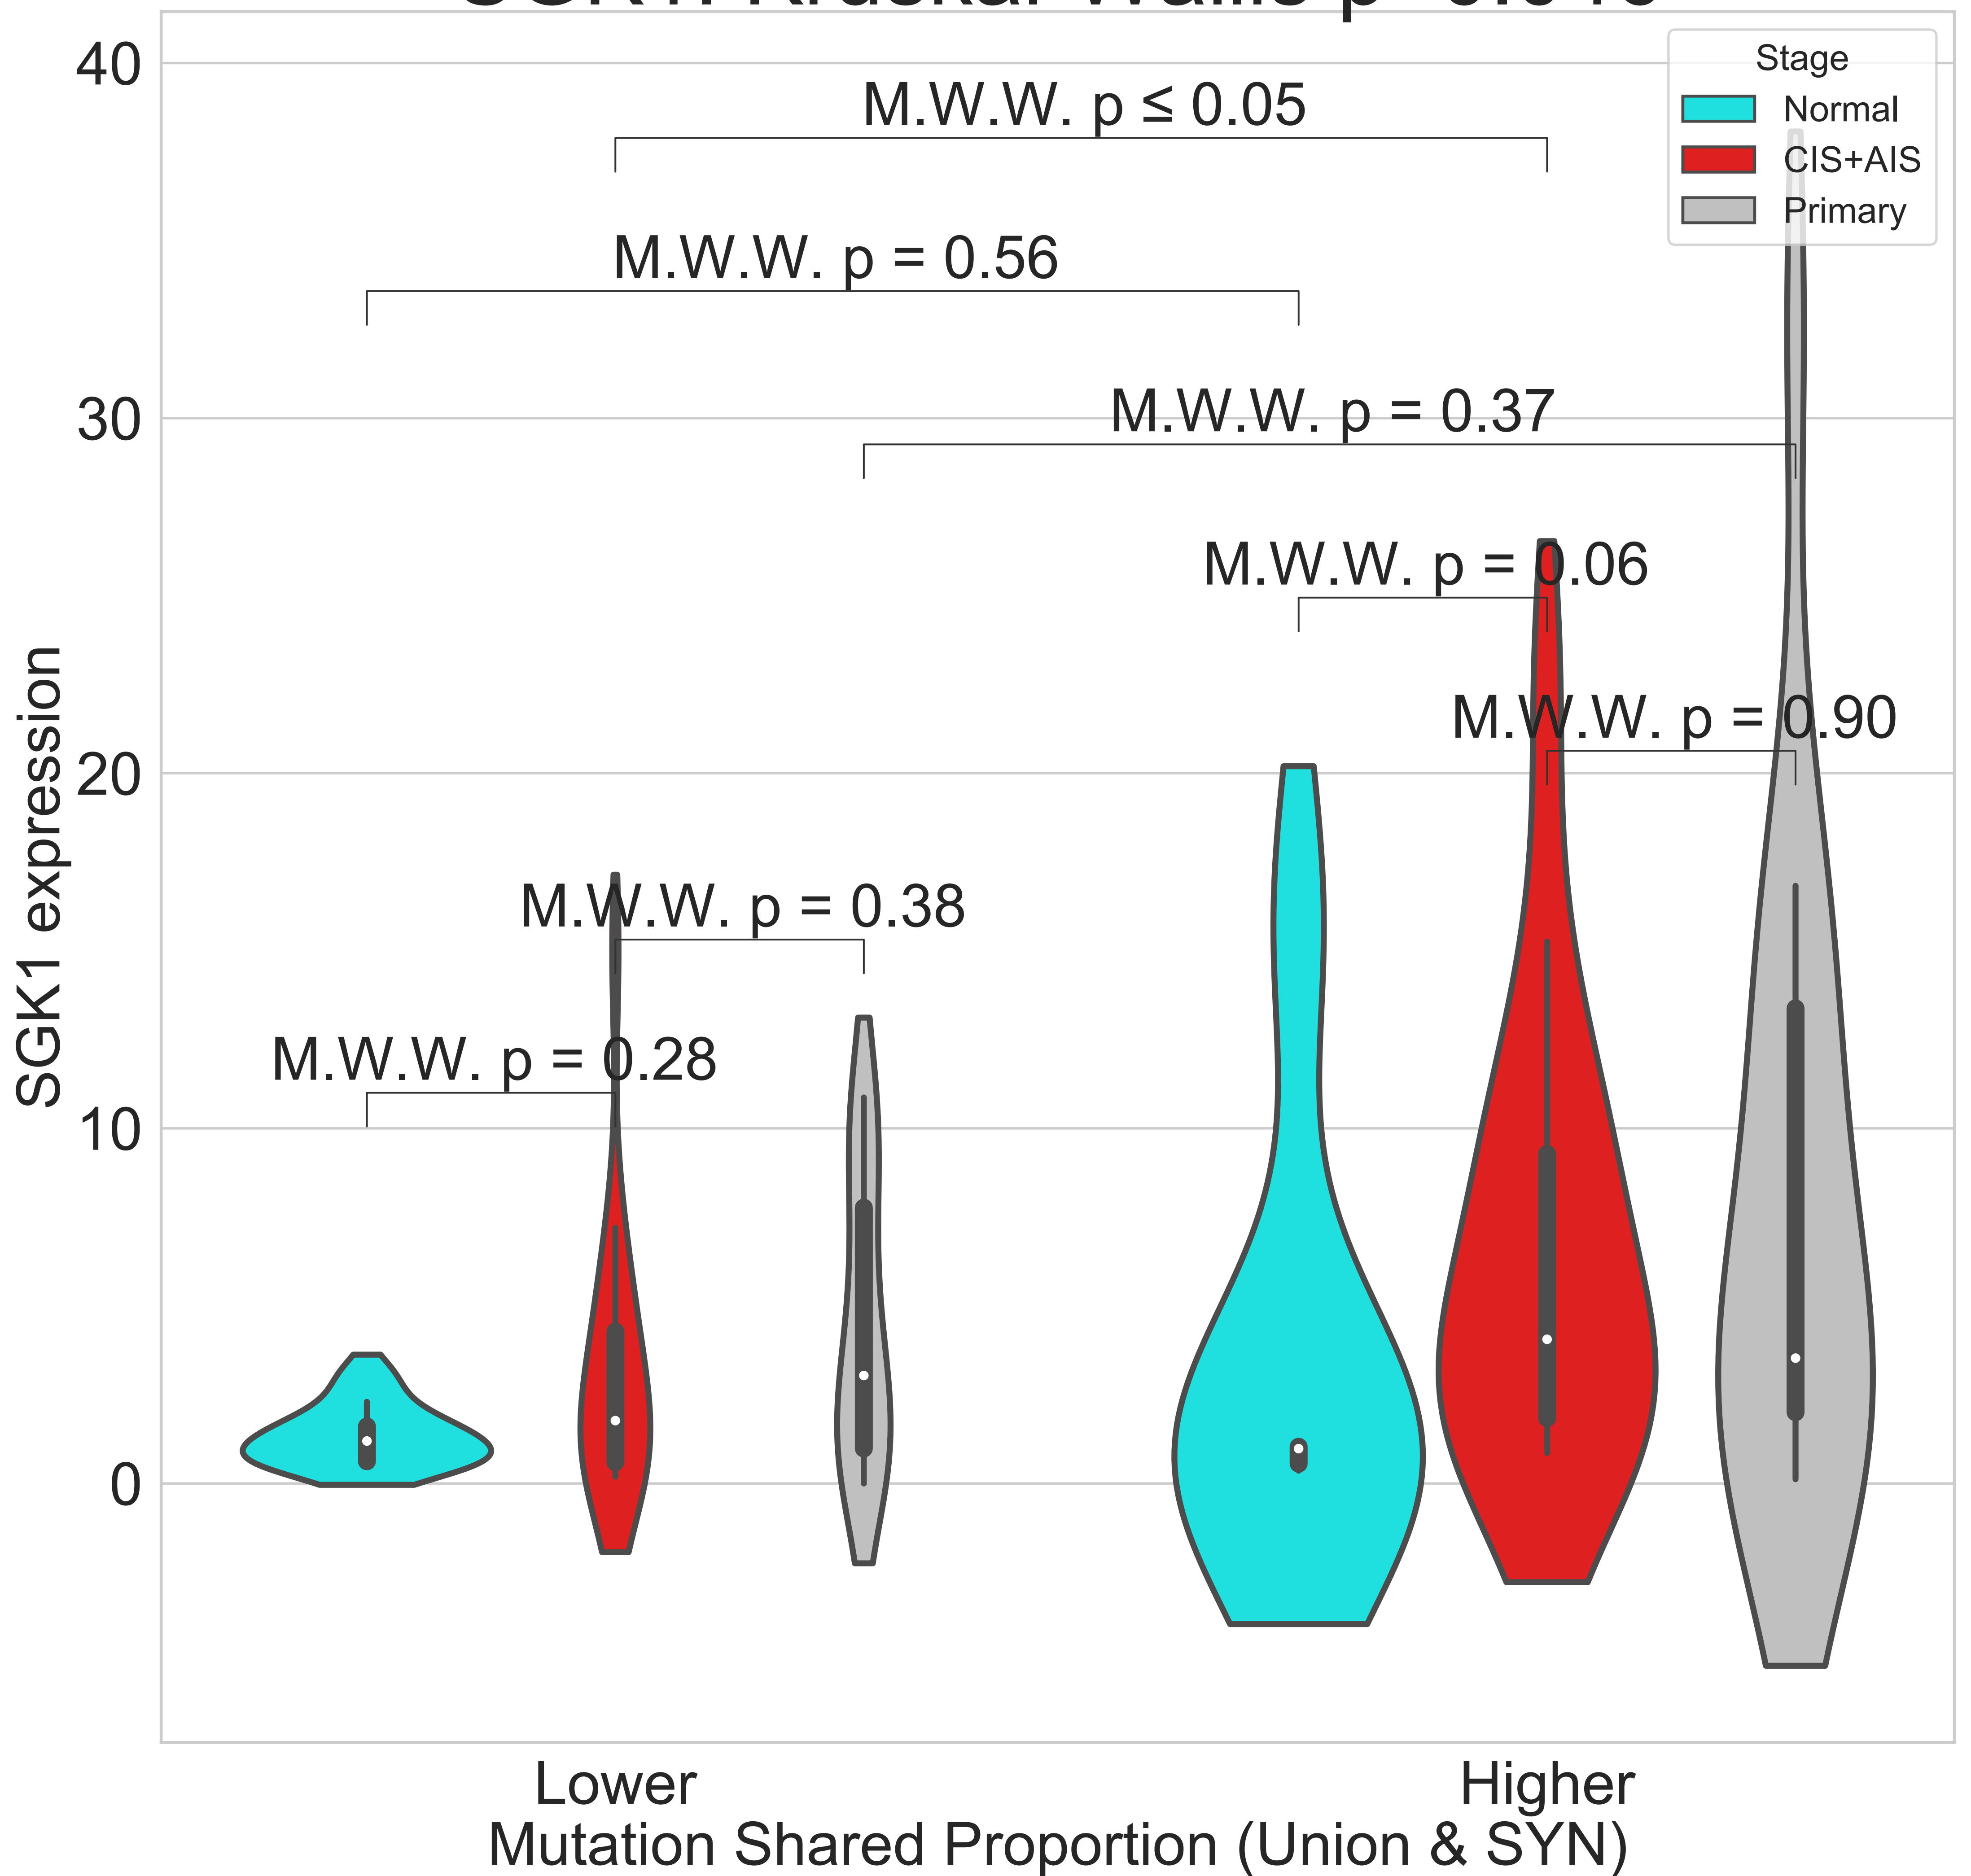 40
30
20
10
0
SGK1 expression
Stage
Normal
CIS+AIS
Primary
M.W.W. p ≤ 0.05
M.W.W. p = 0.56
M.W.W. p = 0.37
M.W.W. p = 0.06
M.W.W. p = 0.90
M.W.W. p = 0.38
M.W.W. p = 0.28
Lower
Higher
Mutation Shared Proportion (Union & SYN)